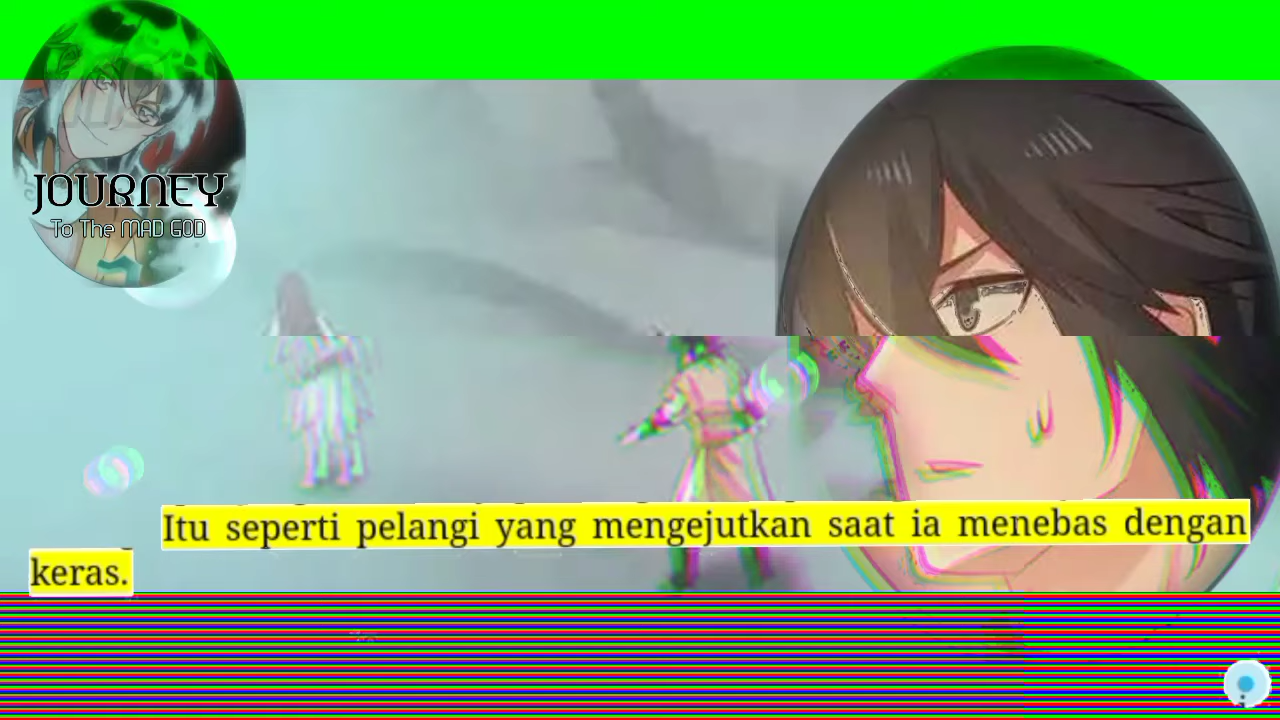 JOURNEY
To The MAD GOD
Itu seperti pelangi yang mengejutkan saat ia menebas dengan
keras.